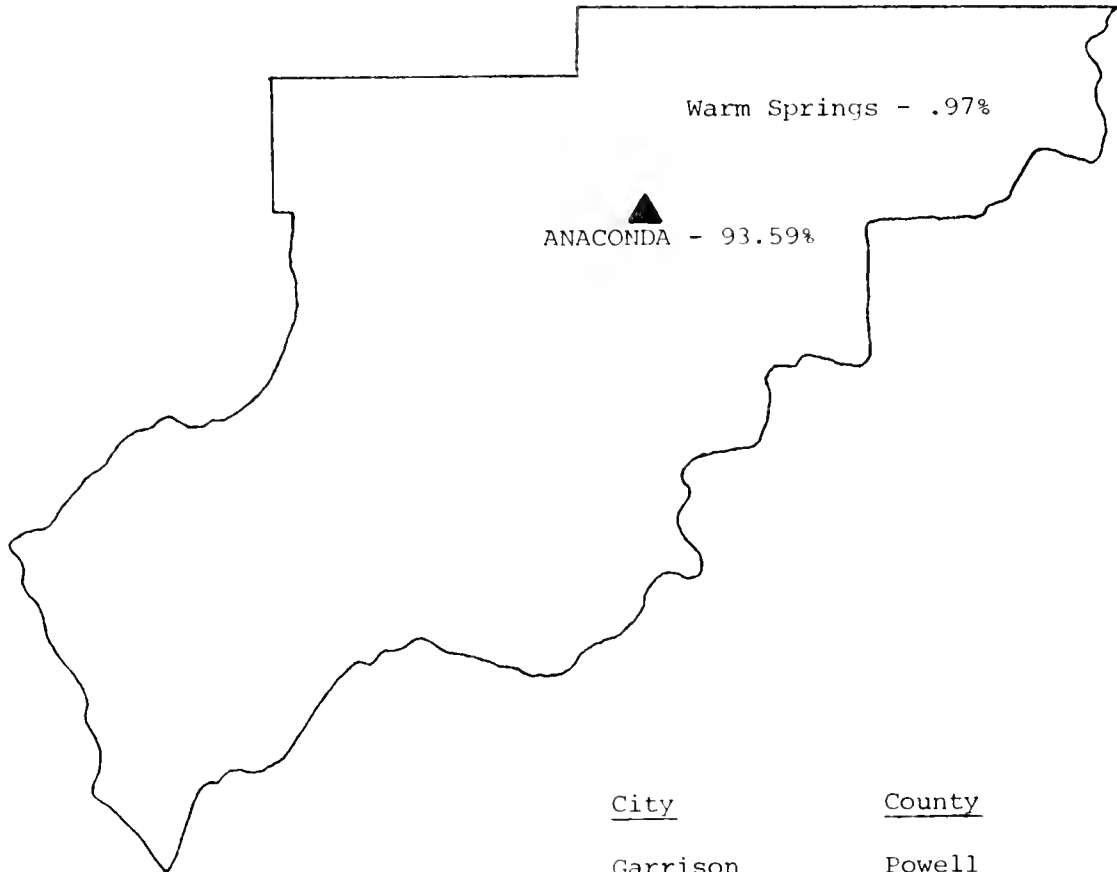 Warm Springs - .97%
ANACONDA - 93.59%
City County
Garrison Powell